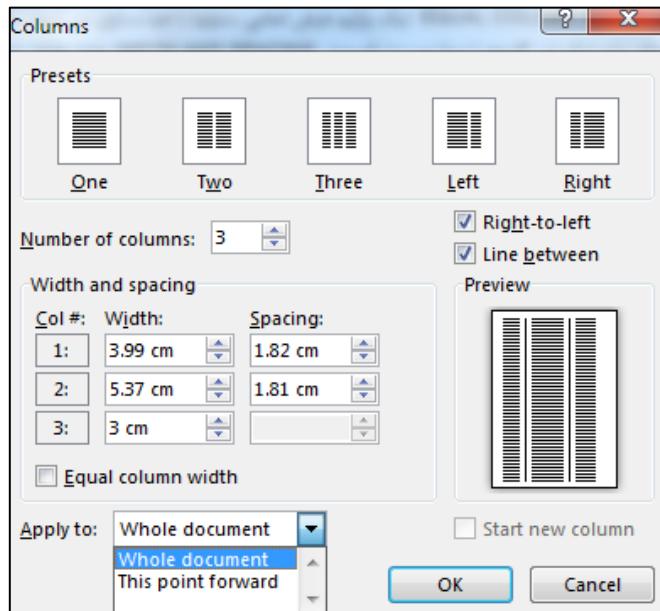 Columns
Presets
One Two Three Left Right
Number of columns: 3
Right-to-left
Line between
Width and spacing
Col #: Width: Spacing:
1: 3.99 cm 1.82 cm
2: 5.37 cm 1.81 cm
3: 3 cm
Equal column width
Preview
Apply to: Whole document
Whole document
This point forward
Start new column
OK Cancel